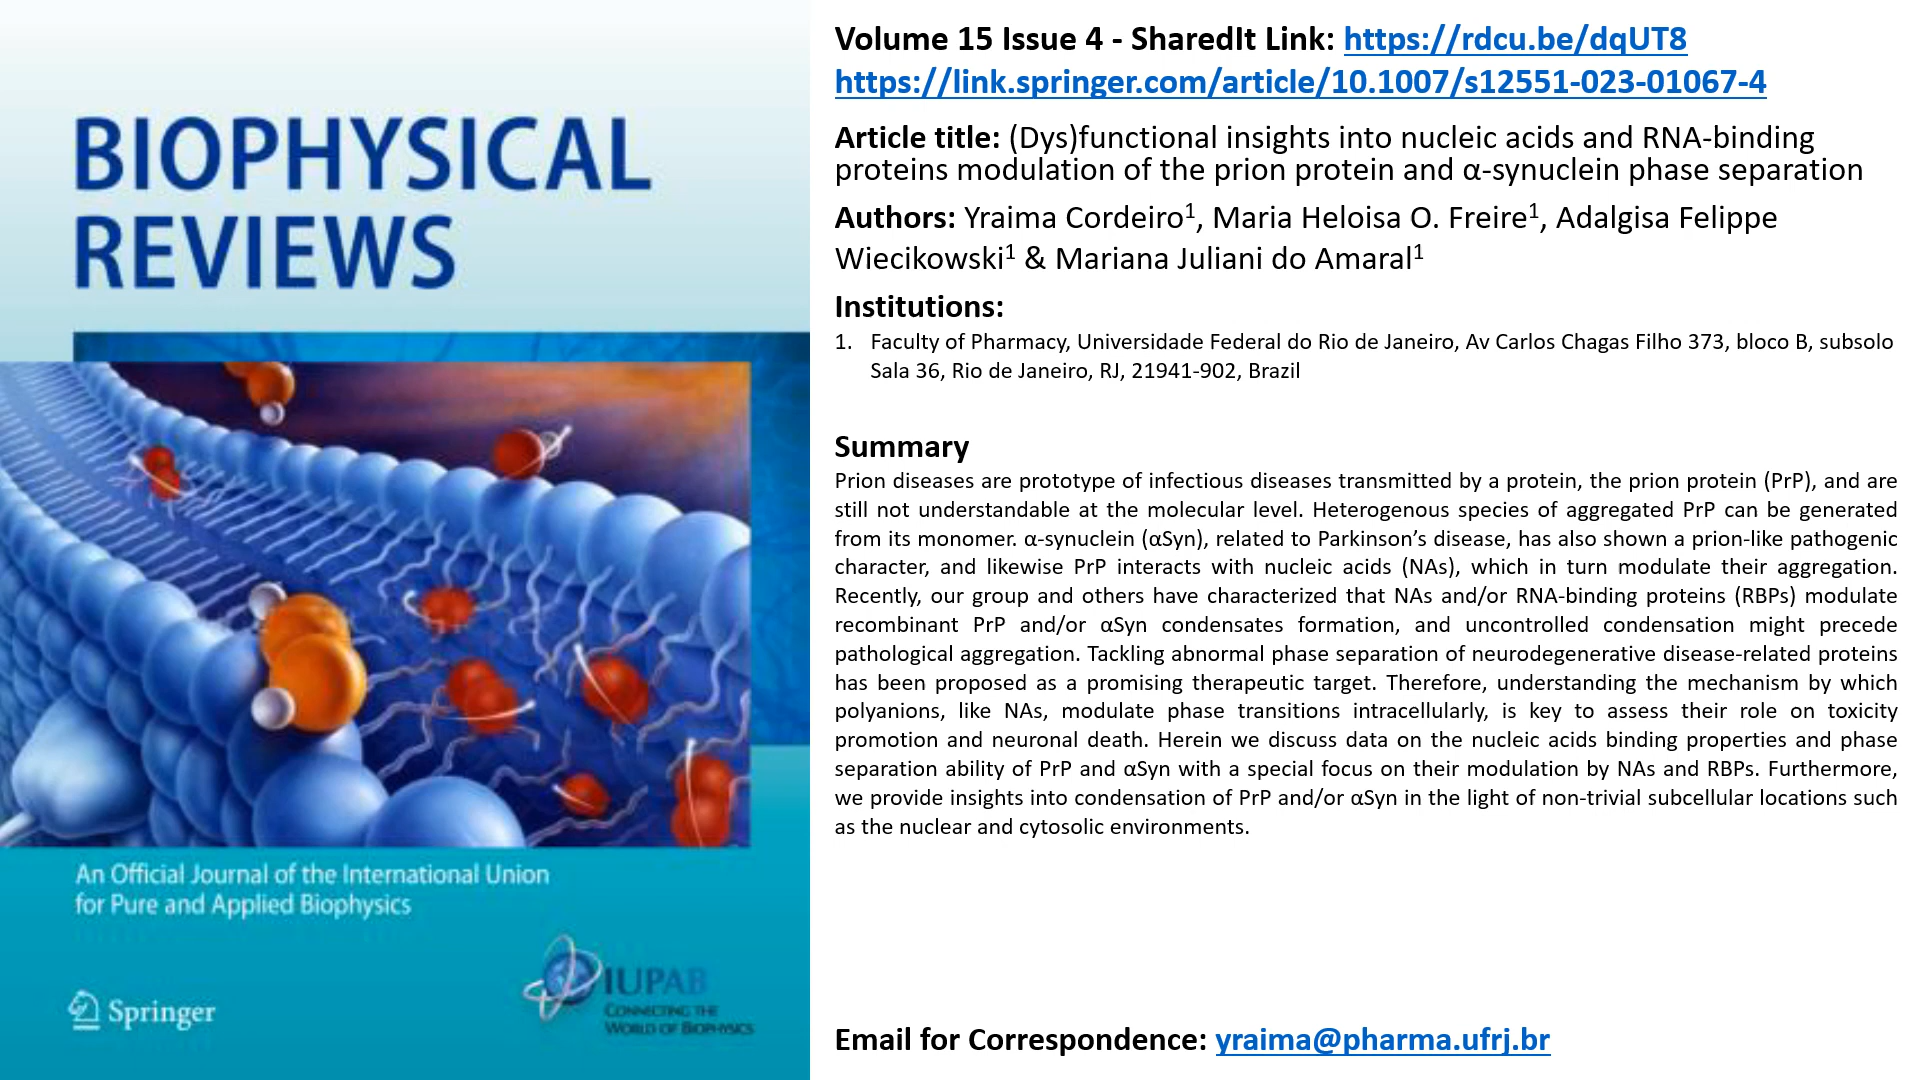 BIOPHYSICAL
REVIEWS
An Official Journal of the International Union
for Pure and Applied Biophysics
Springer
IUPAB
CONNECTING THE
WORLD OF BIOPHYSICS
Volume 15 Issue 4 - SharedIt Link: https://rdcu.be/dqUT8
https://link.springer.com/article/10.1007/s12551-023-01067-4
Article title: (Dys)functional insights into nucleic acids and RNA-binding
proteins modulation of the prion protein and α-synuclein phase separation
Authors: Yraima Cordeiro¹, Maria Heloisa O. Freire¹, Adalgisa Felippe
Wiecikowski¹ & Mariana Juliani do Amaral¹
Institutions:
1. Faculty of Pharmacy, Universidade Federal do Rio de Janeiro, Av Carlos Chagas Filho 373, bloco B, subsolo
Sala 36, Rio de Janeiro, RJ, 21941-902, Brazil
Summary
Prion diseases are prototype of infectious diseases transmitted by a protein, the prion protein (PrP), and are
still not understandable at the molecular level. Heterogenous species of aggregated PrP can be generated
from its monomer. α-synuclein (αSyn), related to Parkinson’s disease, has also shown a prion-like pathogenic
character, and likewise PrP interacts with nucleic acids (NAs), which in turn modulate their aggregation.
Recently, our group and others have characterized that NAs and/or RNA-binding proteins (RBPs) modulate
recombinant PrP and/or αSyn condensates formation, and uncontrolled condensation might precede
pathological aggregation. Tackling abnormal phase separation of neurodegenerative disease-related proteins
has been proposed as a promising therapeutic target. Therefore, understanding the mechanism by which
polyanions, like NAs, modulate phase transitions intracellularly, is key to assess their role on toxicity
promotion and neuronal death. Herein we discuss data on the nucleic acids binding properties and phase
separation ability of PrP and αSyn with a special focus on their modulation by NAs and RBPs. Furthermore,
we provide insights into condensation of PrP and/or αSyn in the light of non-trivial subcellular locations such
as the nuclear and cytosolic environments.
Email for Correspondence: yraima@pharma.ufrj.br